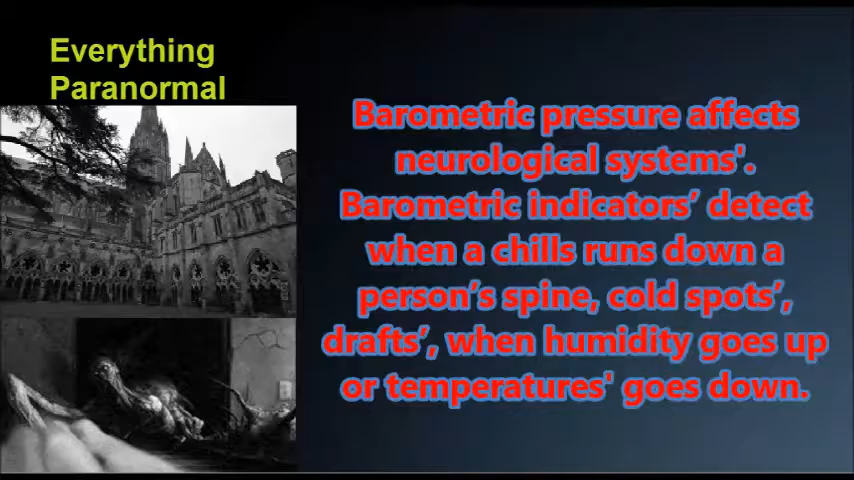 Everything
Paranormal
Barometric pressure affects
neurological systems'.
Barometric indicators’ detect
when a chills runs down a
person’s spine, cold spots’,
drafts’, when humidity goes up
or temperatures' goes down.